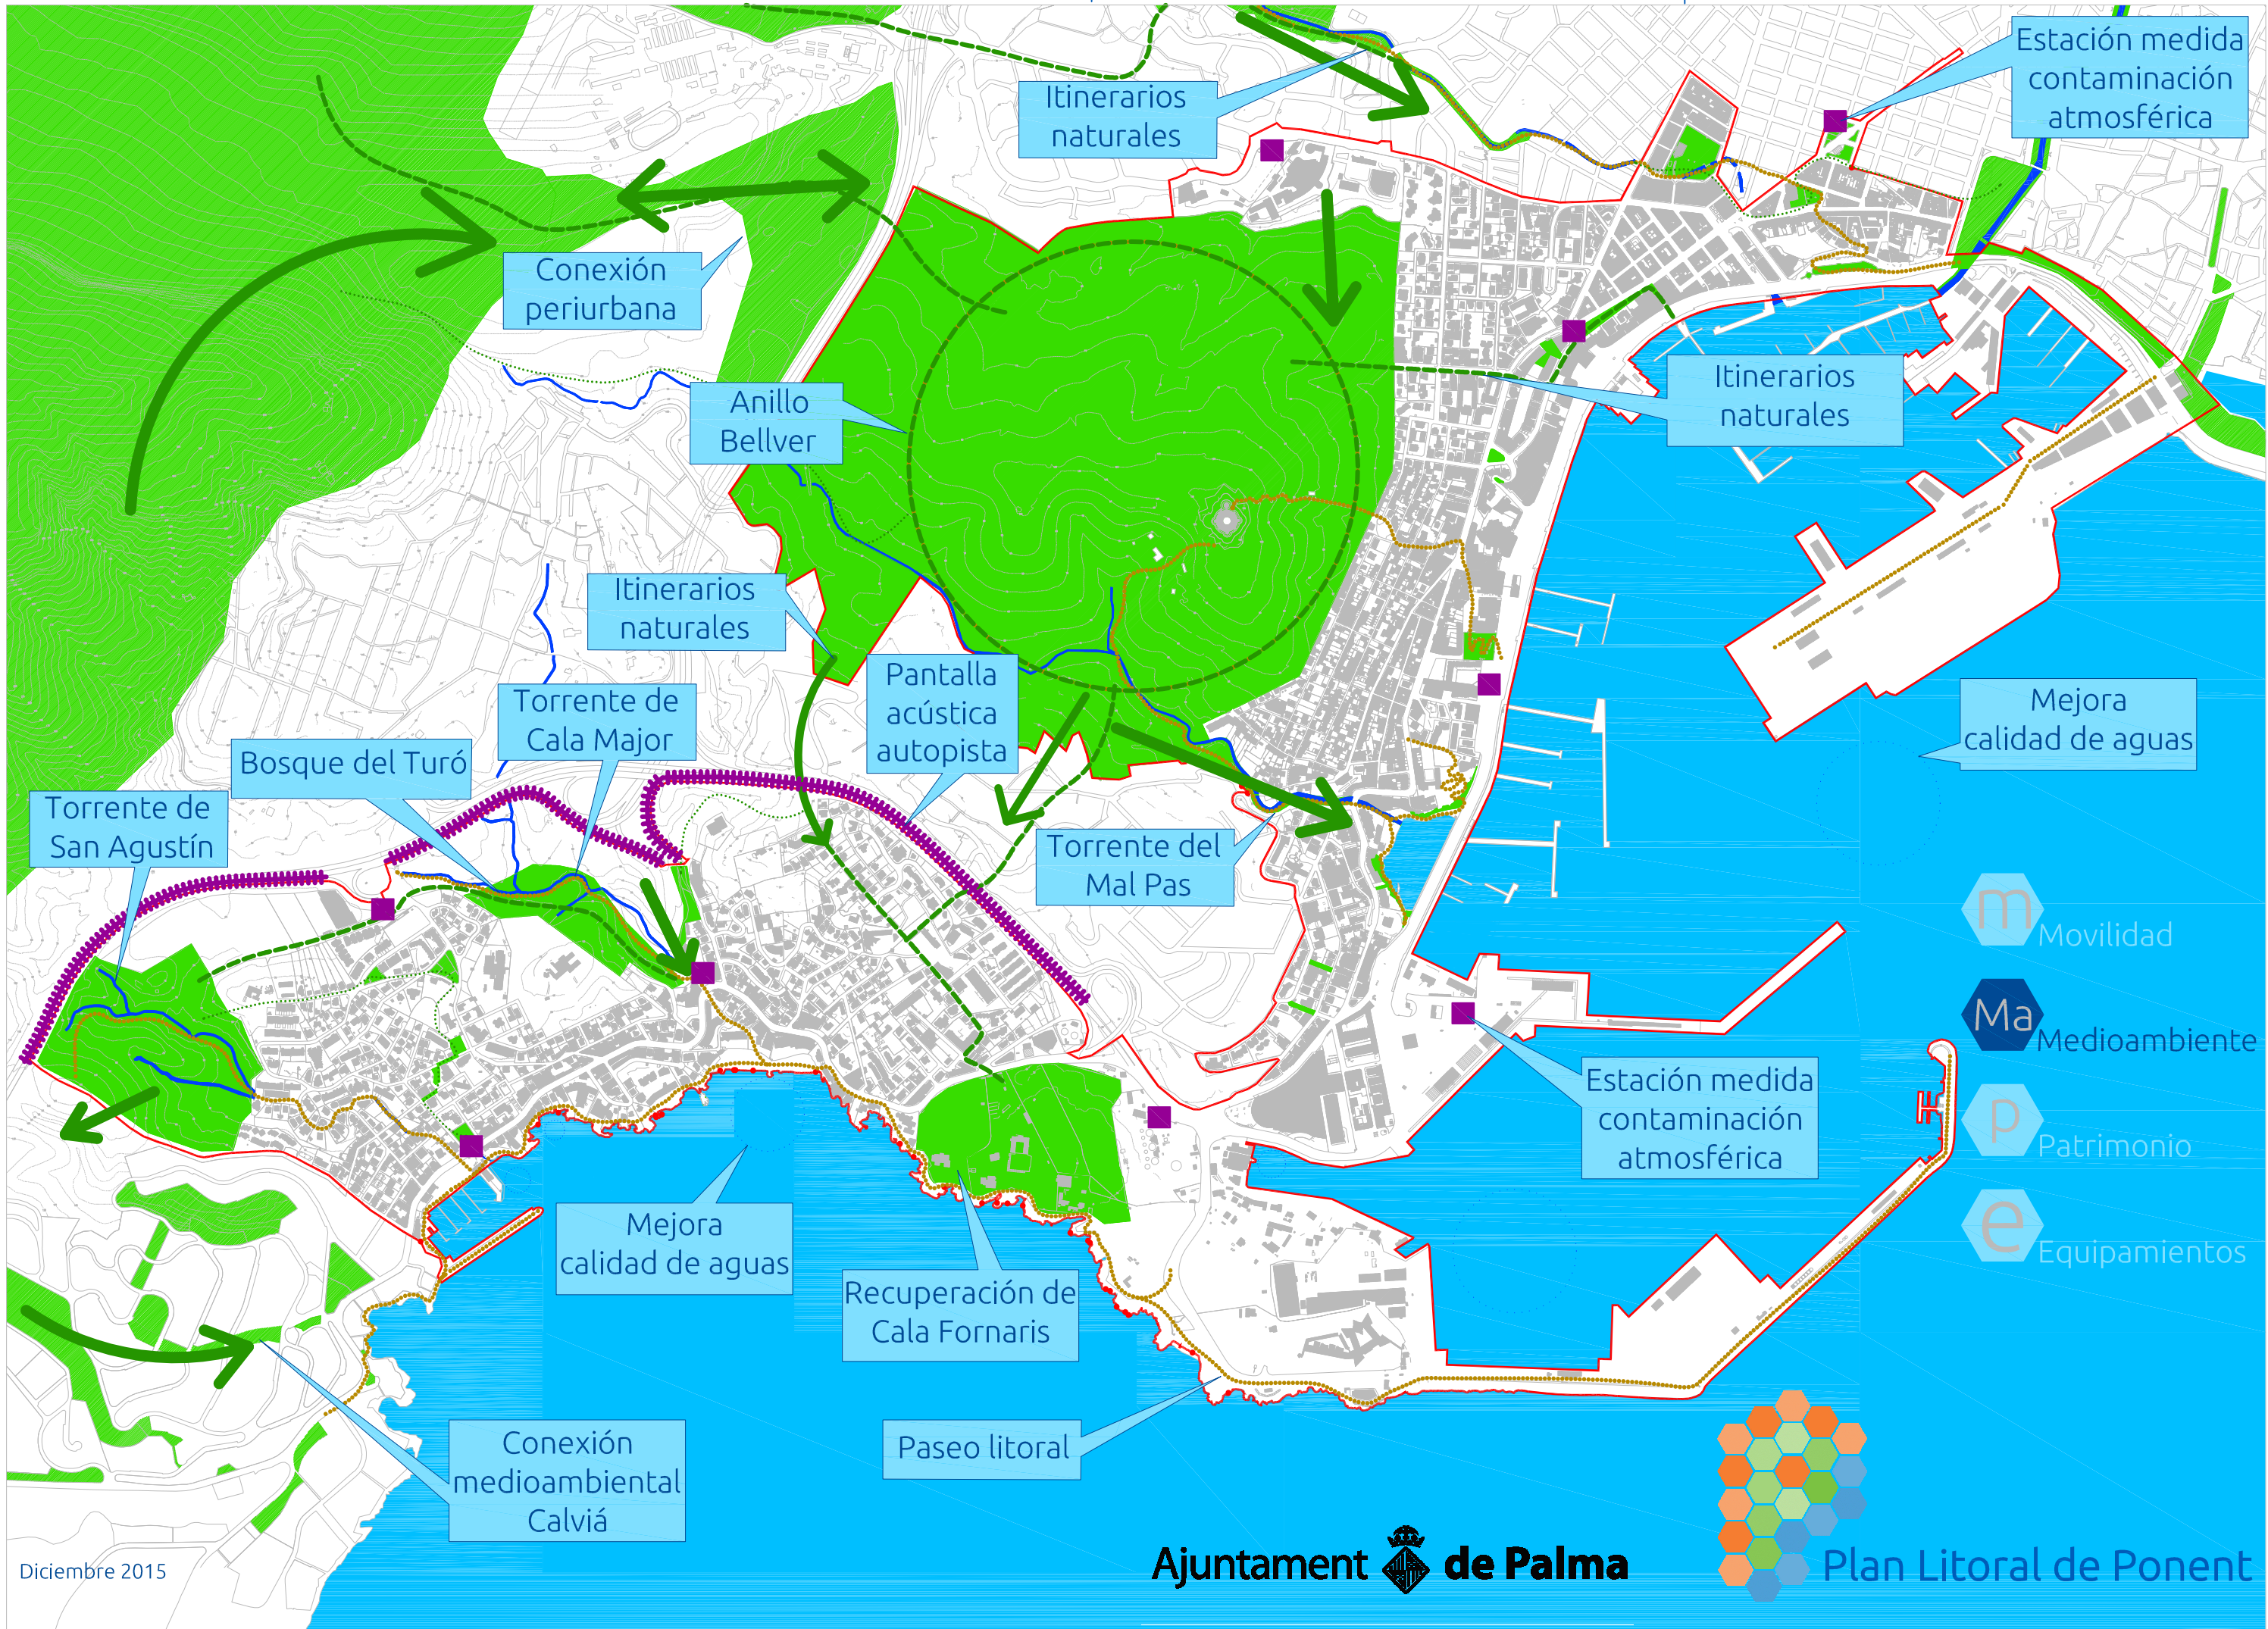 Estación medida
contaminación
atmosférica
Itinerarios
naturales
Conexión
periurbana
Anillo
Bellver
Itinerarios
naturales
Itinerarios
naturales
Pantalla
acústica
autopista
Torrente de
Cala Major
Bosque del Turó
Torrente de
San Agustín
Mejora
calidad de aguas
Torrente del
Mal Pas
m
Movilidad
Ma
Medioambiente
p
Patrimonio
e
Equipamientos
Estación medida
contaminación
atmosférica
Mejora
calidad de aguas
Recuperación de
Cala Fornaris
Paseo litoral
Conexión
medioambiental
Calviá
Diciembre 2015
Ajuntament de Palma
Plan Litoral de Ponent